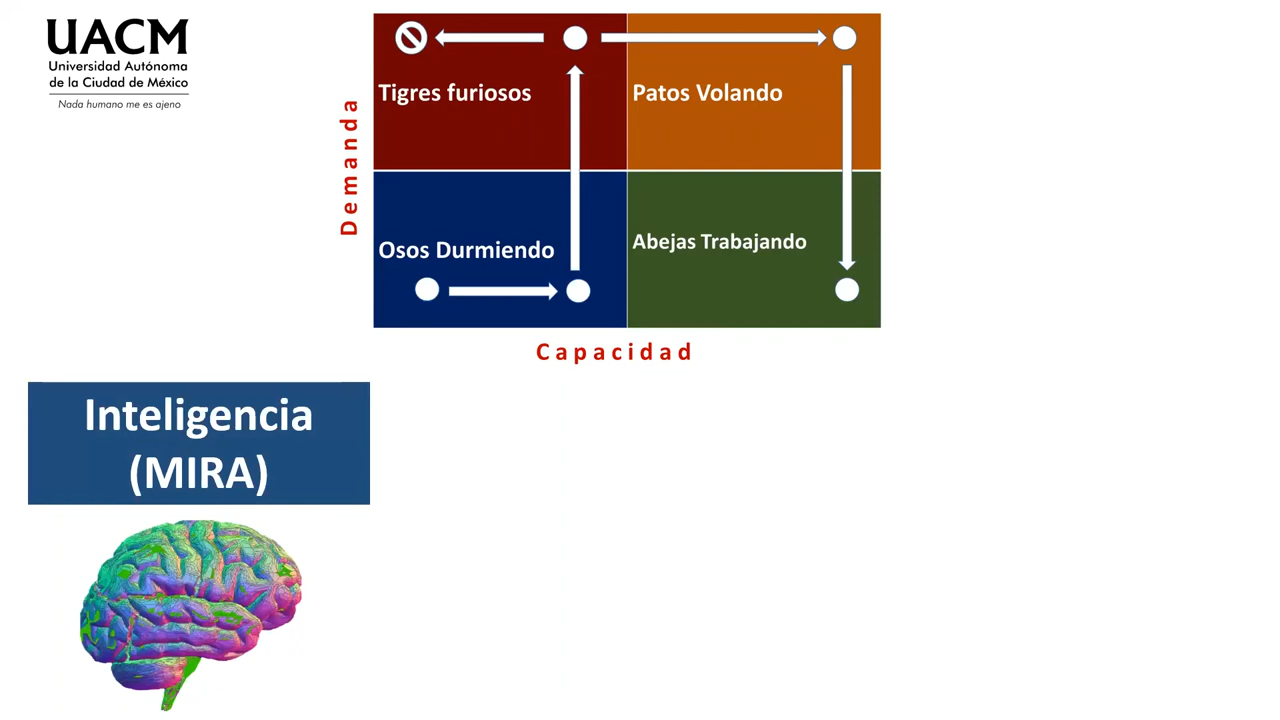 UACM
Universidad Autónoma
de la Ciudad de México
Nada humano me es ajeno
Demanda
Tigres furiosos
Patos Volando
Osos Durmiendo
Abejas Trabajando
Capacidad
Inteligencia
(MIRA)